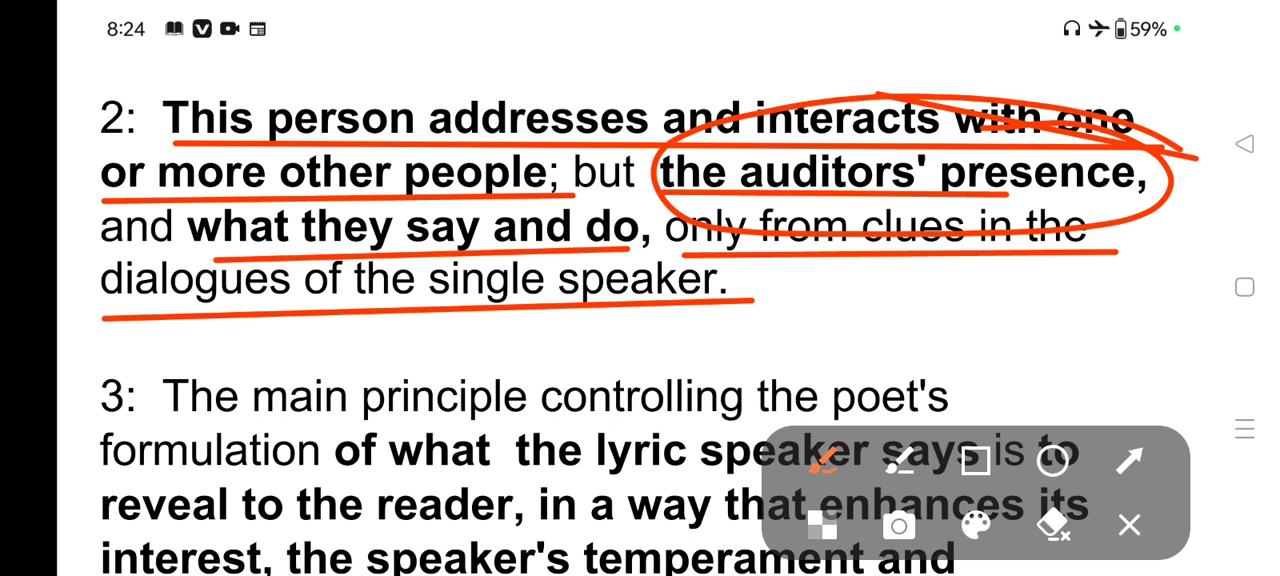 8:24
59%
2: This person addresses and interacts with one
or more other people; but the auditors' presence,
and what they say and do, only from clues in the
dialogues of the single speaker.
3: The main principle controlling the poet's
formulation of what the lyric speaker says is to
reveal to the reader, in a way that enhances its
interest, the speaker's temperament and